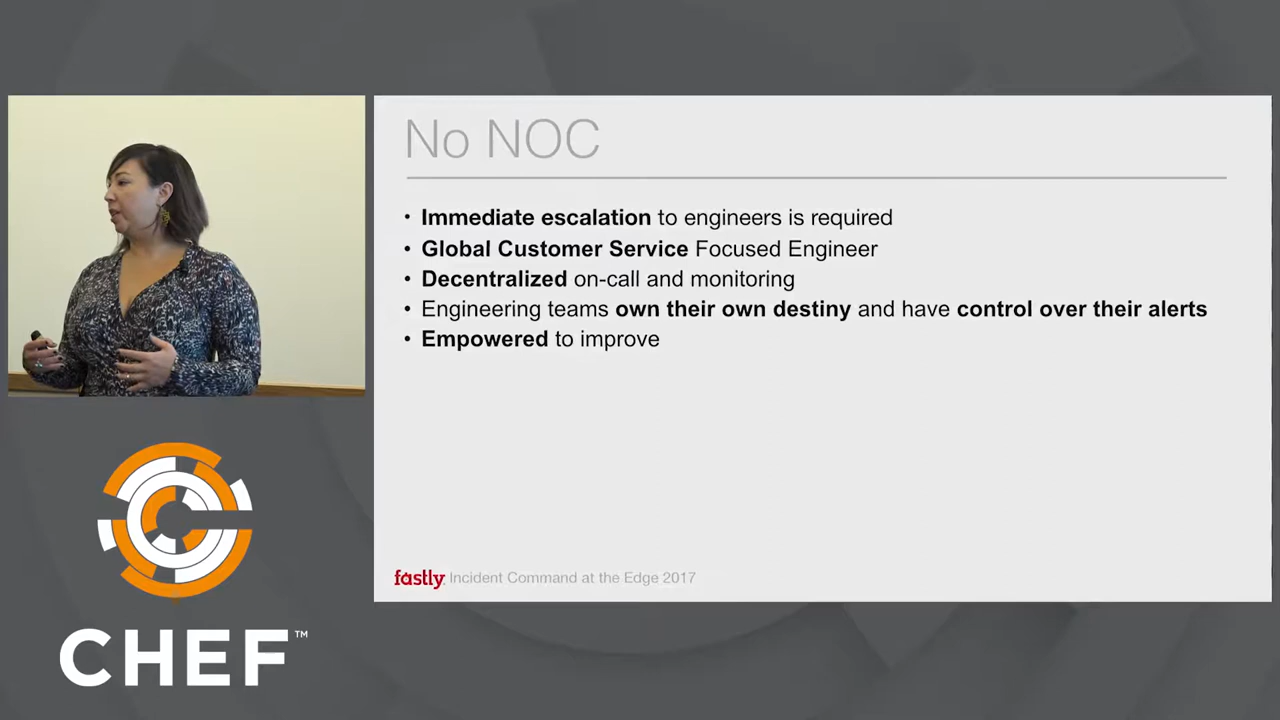 No NOC
• Immediate escalation to engineers is required
• Global Customer Service Focused Engineer
• Decentralized on-call and monitoring
• Engineering teams own their own destiny and have control over their alerts
• Empowered to improve
fastly Incident Command at the Edge 2017
CHEF™